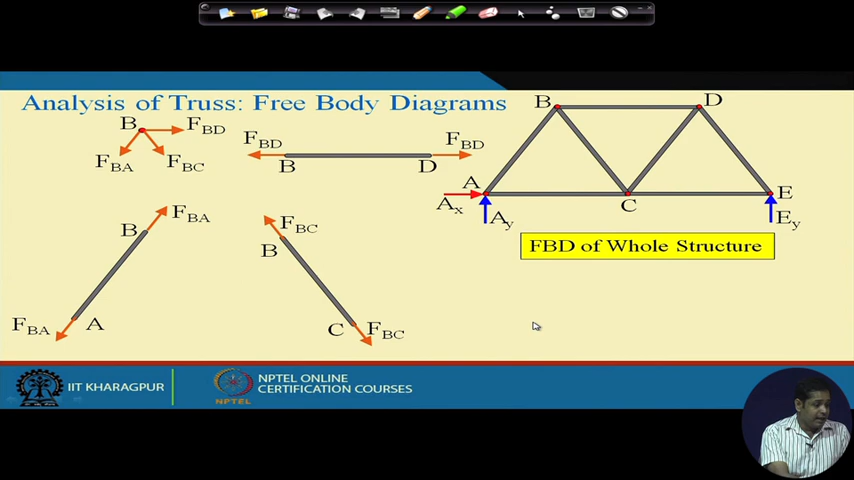 Analysis of Truss: Free Body Diagrams
B
F_BD
F_BA
F_BC
F_BD
F_BD
B
D
B
F_BA
F_BA
A
F_BC
B
C
F_BC
B
D
A
A_x
A_y
C
E
E_y
FBD of Whole Structure
IIT KHARAGPUR
NPTEL
NPTEL ONLINE
CERTIFICATION COURSES